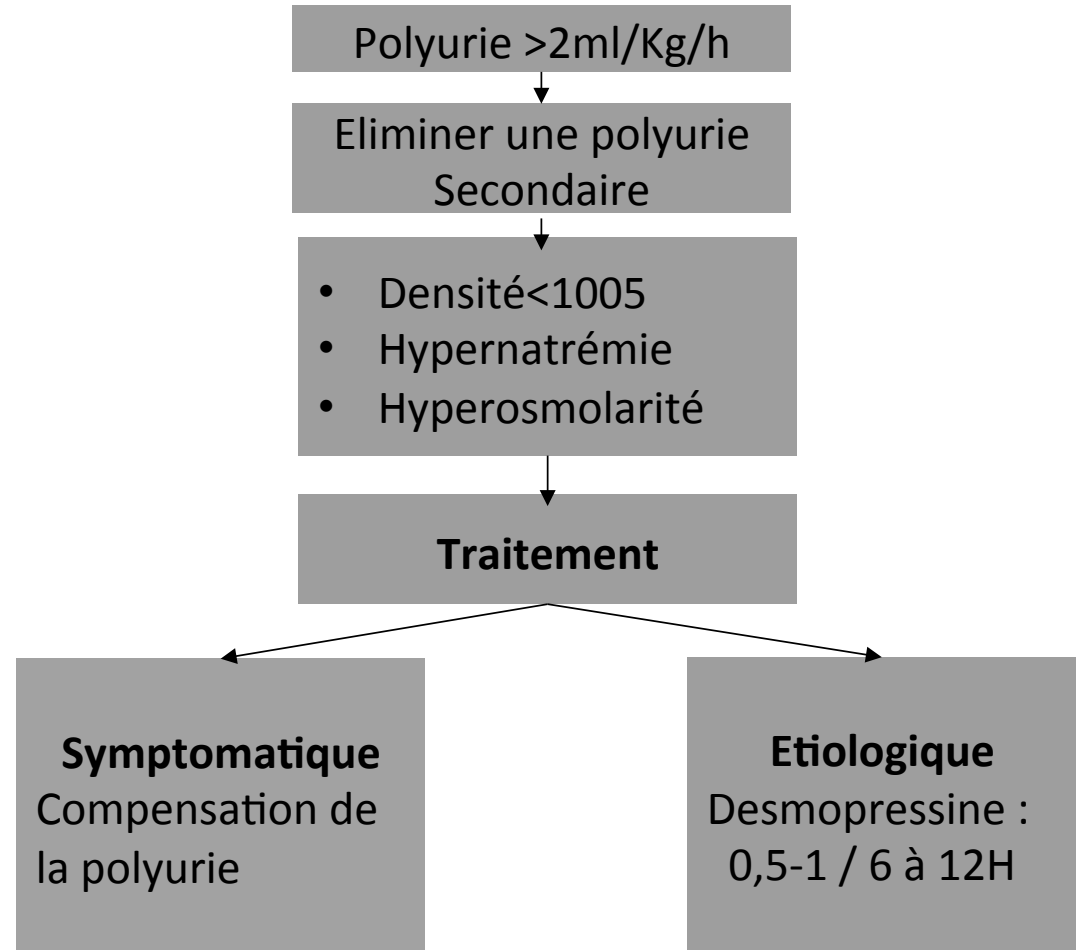 Polyurie >2ml/Kg/h
Eliminer une polyurie
Secondaire
• Densité<1005
• Hypernatrémie
• Hyperosmolarité
Traitement
Symptomatique
Compensation de
la polyurie
Etiologique
Desmopressine :
0,5-1 / 6 à 12H